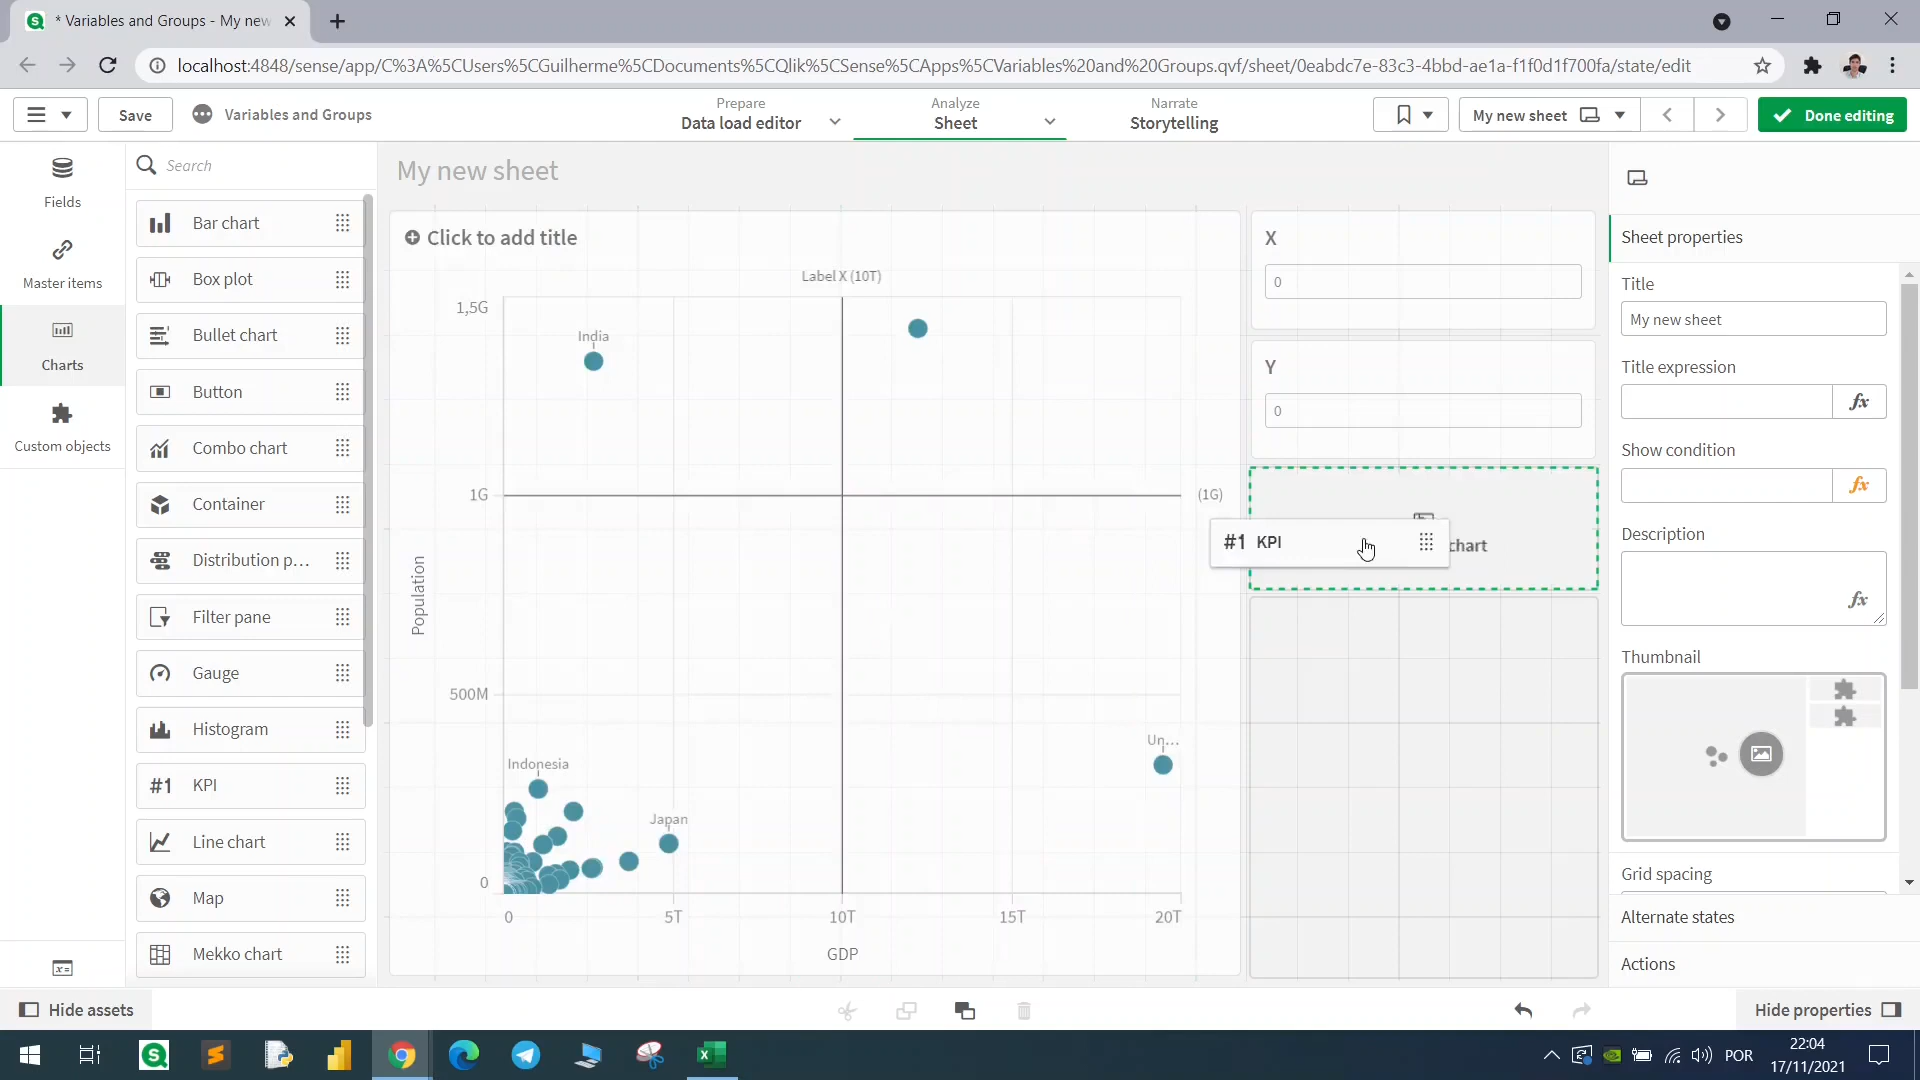 * Variables and Groups - My new
localhost:4848/sense/app/C%3A%5CUsers%5CGuilherme%5CDocuments%5CQlik%5CSense%5CApps%5CVariables%20and%20Groups.qvf/sheet/0eabdc7e-83c3-4bbd-ae1a-f1f0d1f700fa/state/edit
Save
Variables and Groups
Prepare
Data load editor
Analyze
Sheet
Narrate
Storytelling
My new sheet
Done editing
Fields
Master items
Charts
Custom objects
Search
Bar chart
Box plot
Bullet chart
Button
Combo chart
Container
Distribution p...
Filter pane
Gauge
Histogram
#1 KPI
Line chart
Map
Mekko chart
My new sheet
Click to add title
Label X (10T)
1,5G
India
1G
(1G)
Population
500M
Un...
Indonesia
Japan
0
0
5T
10T
15T
20T
GDP
X
0
Y
0
#1 KPI
chart
Sheet properties
Title
My new sheet
Title expression
fx
Show condition
fx
Description
fx
Thumbnail
Grid spacing
Alternate states
Actions
Hide assets
Hide properties
POR
22:04
17/11/2021